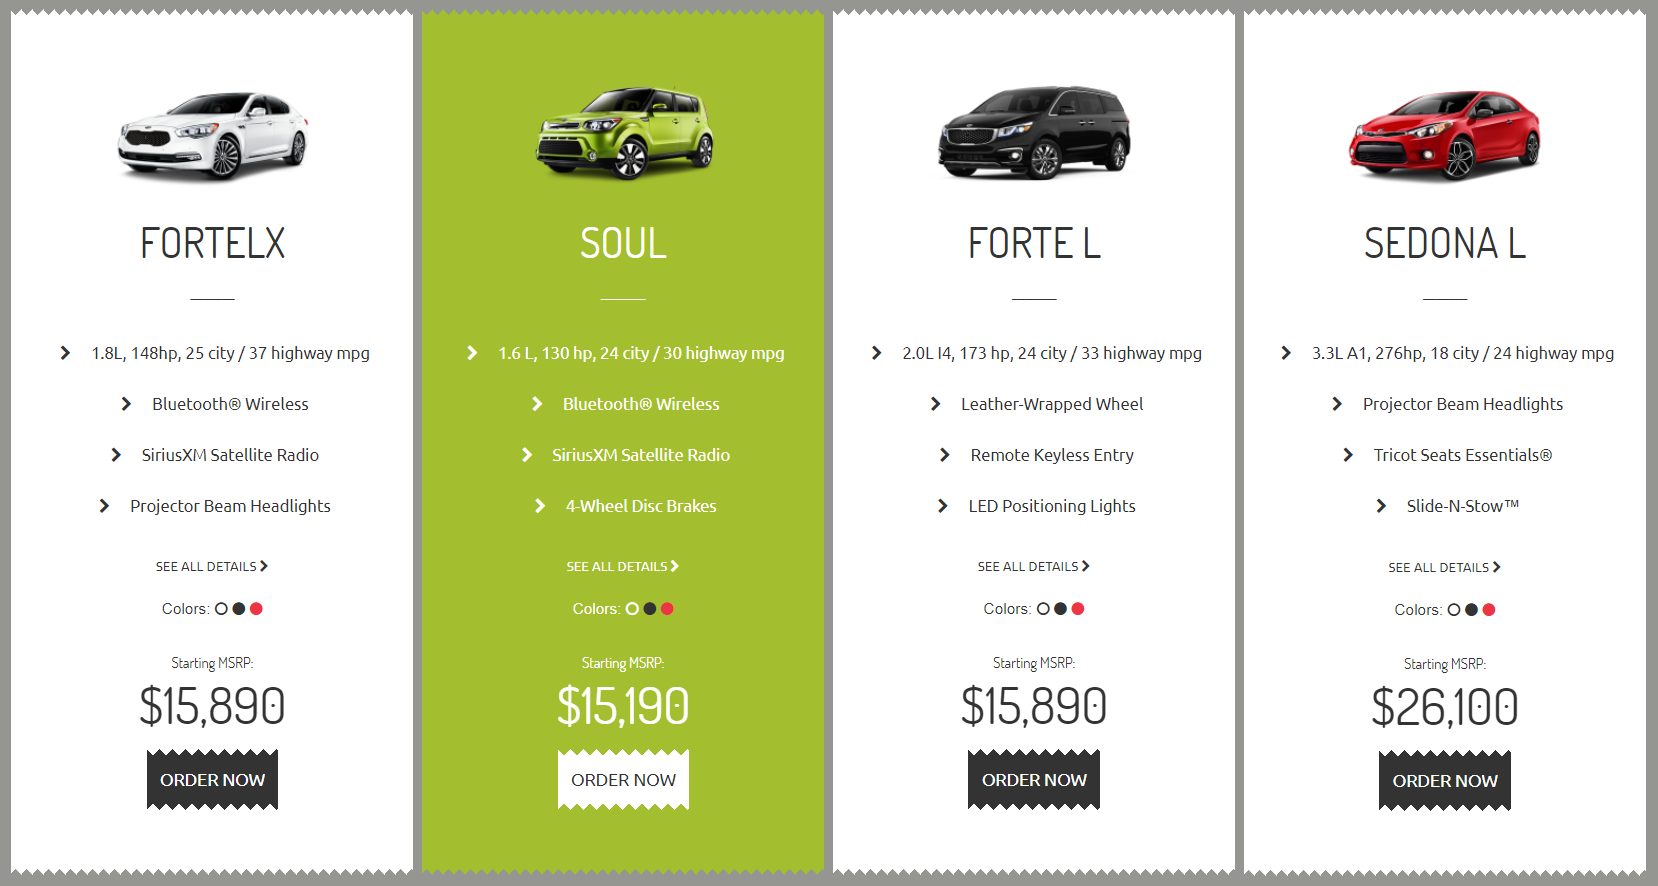 FORTELX
1.8L, 148hp, 25 city / 37 highway mpg
Bluetooth® Wireless
SiriusXM Satellite Radio
Projector Beam Headlights
SEE ALL DETAILS
Colors:
Starting MSRP:
$15,890
ORDER NOW
SOUL
1.6 L, 130 hp, 24 city / 30 highway mpg
Bluetooth® Wireless
SiriusXM Satellite Radio
4-Wheel Disc Brakes
SEE ALL DETAILS
Colors:
Starting MSRP:
$15,190
ORDER NOW
FORTE L
2.0L I4, 173 hp, 24 city / 33 highway mpg
Leather-Wrapped Wheel
Remote Keyless Entry
LED Positioning Lights
SEE ALL DETAILS
Colors:
Starting MSRP:
$15,890
ORDER NOW
SEDONA L
3.3L A1, 276hp, 18 city / 24 highway mpg
Projector Beam Headlights
Tricot Seats Essentials®
Slide-N-Stow™
SEE ALL DETAILS
Colors:
Starting MSRP:
$26,100
ORDER NOW